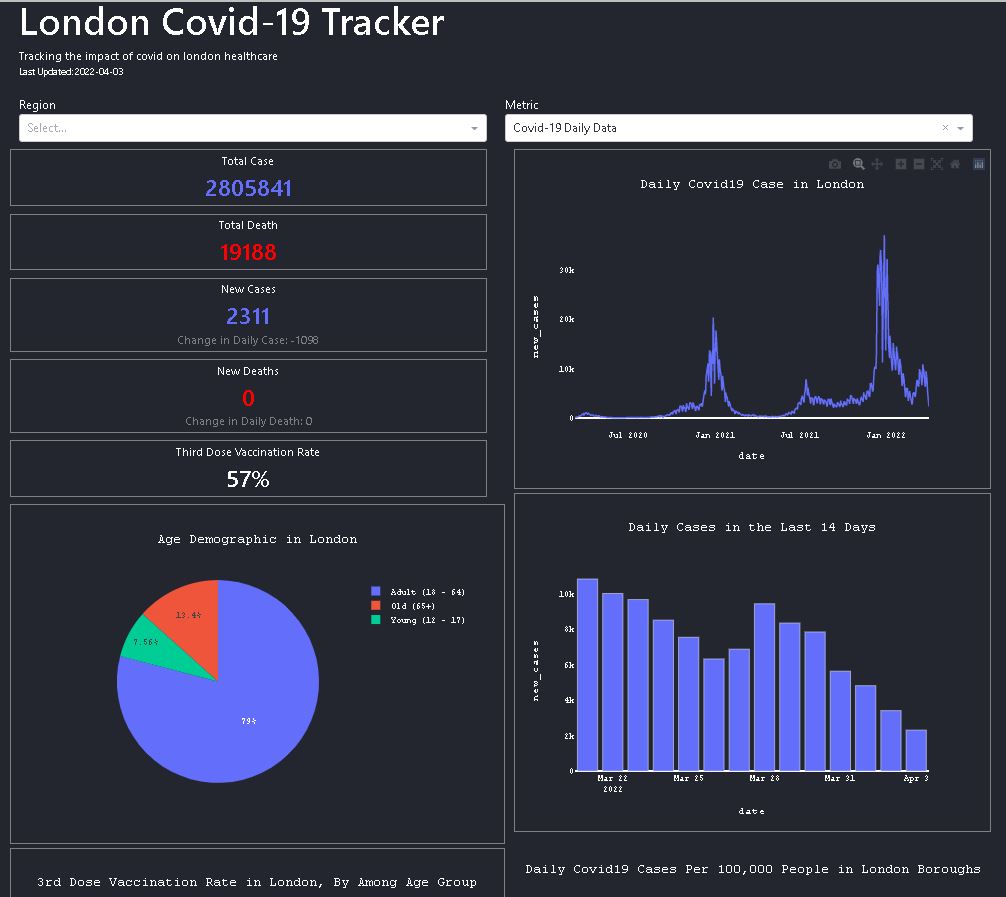 London Covid-19 Tracker
Tracking the impact of covid on london healthcare
Last Updated: 2022-04-03
Region
Select...
Metric
Covid-19 Daily Data
×
Total Case
2805841
Total Death
19188
New Cases
2311
Change in Daily Case: -1098
New Deaths
0
Change in Daily Death: 0
Third Dose Vaccination Rate
57%
Daily Covid19 Case in London
new_cases
30k
20k
10k
0
Jul 2020
Jan 2021
Jul 2021
Jan 2022
date
Age Demographic in London
Adult (18 - 64)
Old (65+)
Young (12 - 17)
13.4%
7.56%
79%
Daily Cases in the Last 14 Days
new_cases
10k
8k
6k
4k
2k
0
Mar 22
2022
Mar 25
Mar 28
Mar 31
Apr 3
date
3rd Dose Vaccination Rate in London, By Among Age Group
Daily Covid19 Cases Per 100,000 People in London Boroughs